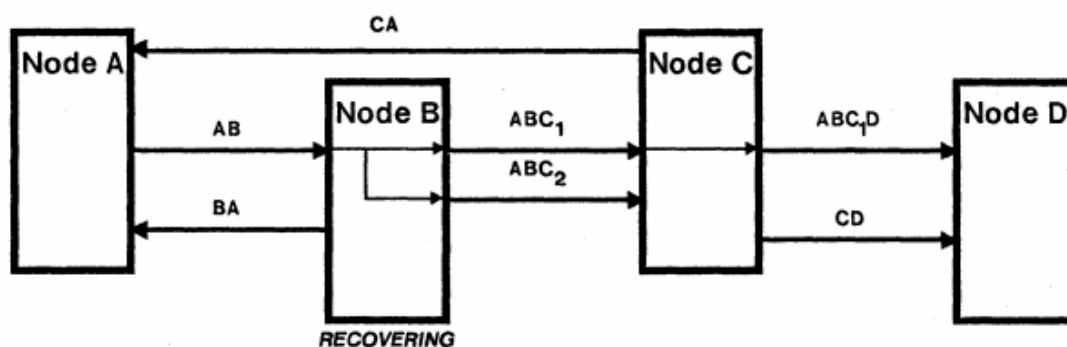 CA
Node A
Node C
Node B
Node D
AB
ABC1
ABC1D
ABC2
BA
CD
RECOVERING